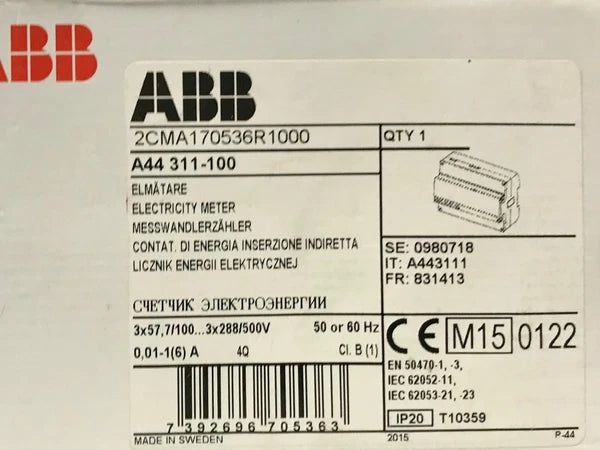 ABB
ABB
2CMA170536R1000
QTY 1
A44 311-100
ELMÄTARE
ELECTRICITY METER
MESSWANDLERZÄHLER
CONTAT. DI ENERGIA INSERZIONE INDIRETTA
LICZNIK ENERGII ELEKTRYCZNEJ
SE: 0980718
IT: A443111
FR: 831413
СЧЕТЧИК ЭЛЕКТРОЭНЕРГИИ
3x57,7/100...3x288/500V 50 or 60 Hz
0,01-1(6) A 4Q Cl. B (1)
CE M15 0122
EN 50470-1, -3,
IEC 62052-11,
IEC 62053-21, -23
IP20 T10359
7 392696 705363
MADE IN SWEDEN
2015
P-44